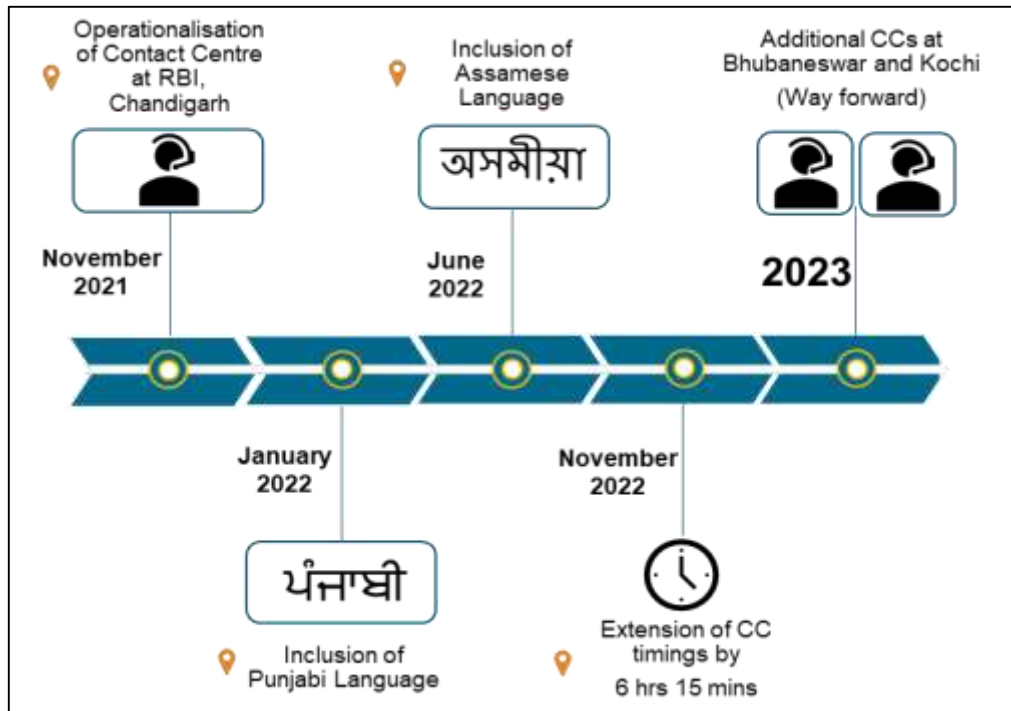 Operationalisation
of Contact Centre
at RBI,
Chandigarh
November
2021
Inclusion of
Assamese
Language
অসমীয়া
June
2022
Additional CCs at
Bhubaneswar and Kochi
(Way forward)
2023
January
2022
ਪੰਜਾਬੀ
Inclusion of
Punjabi Language
November
2022
Extension of CC
timings by
6 hrs 15 mins